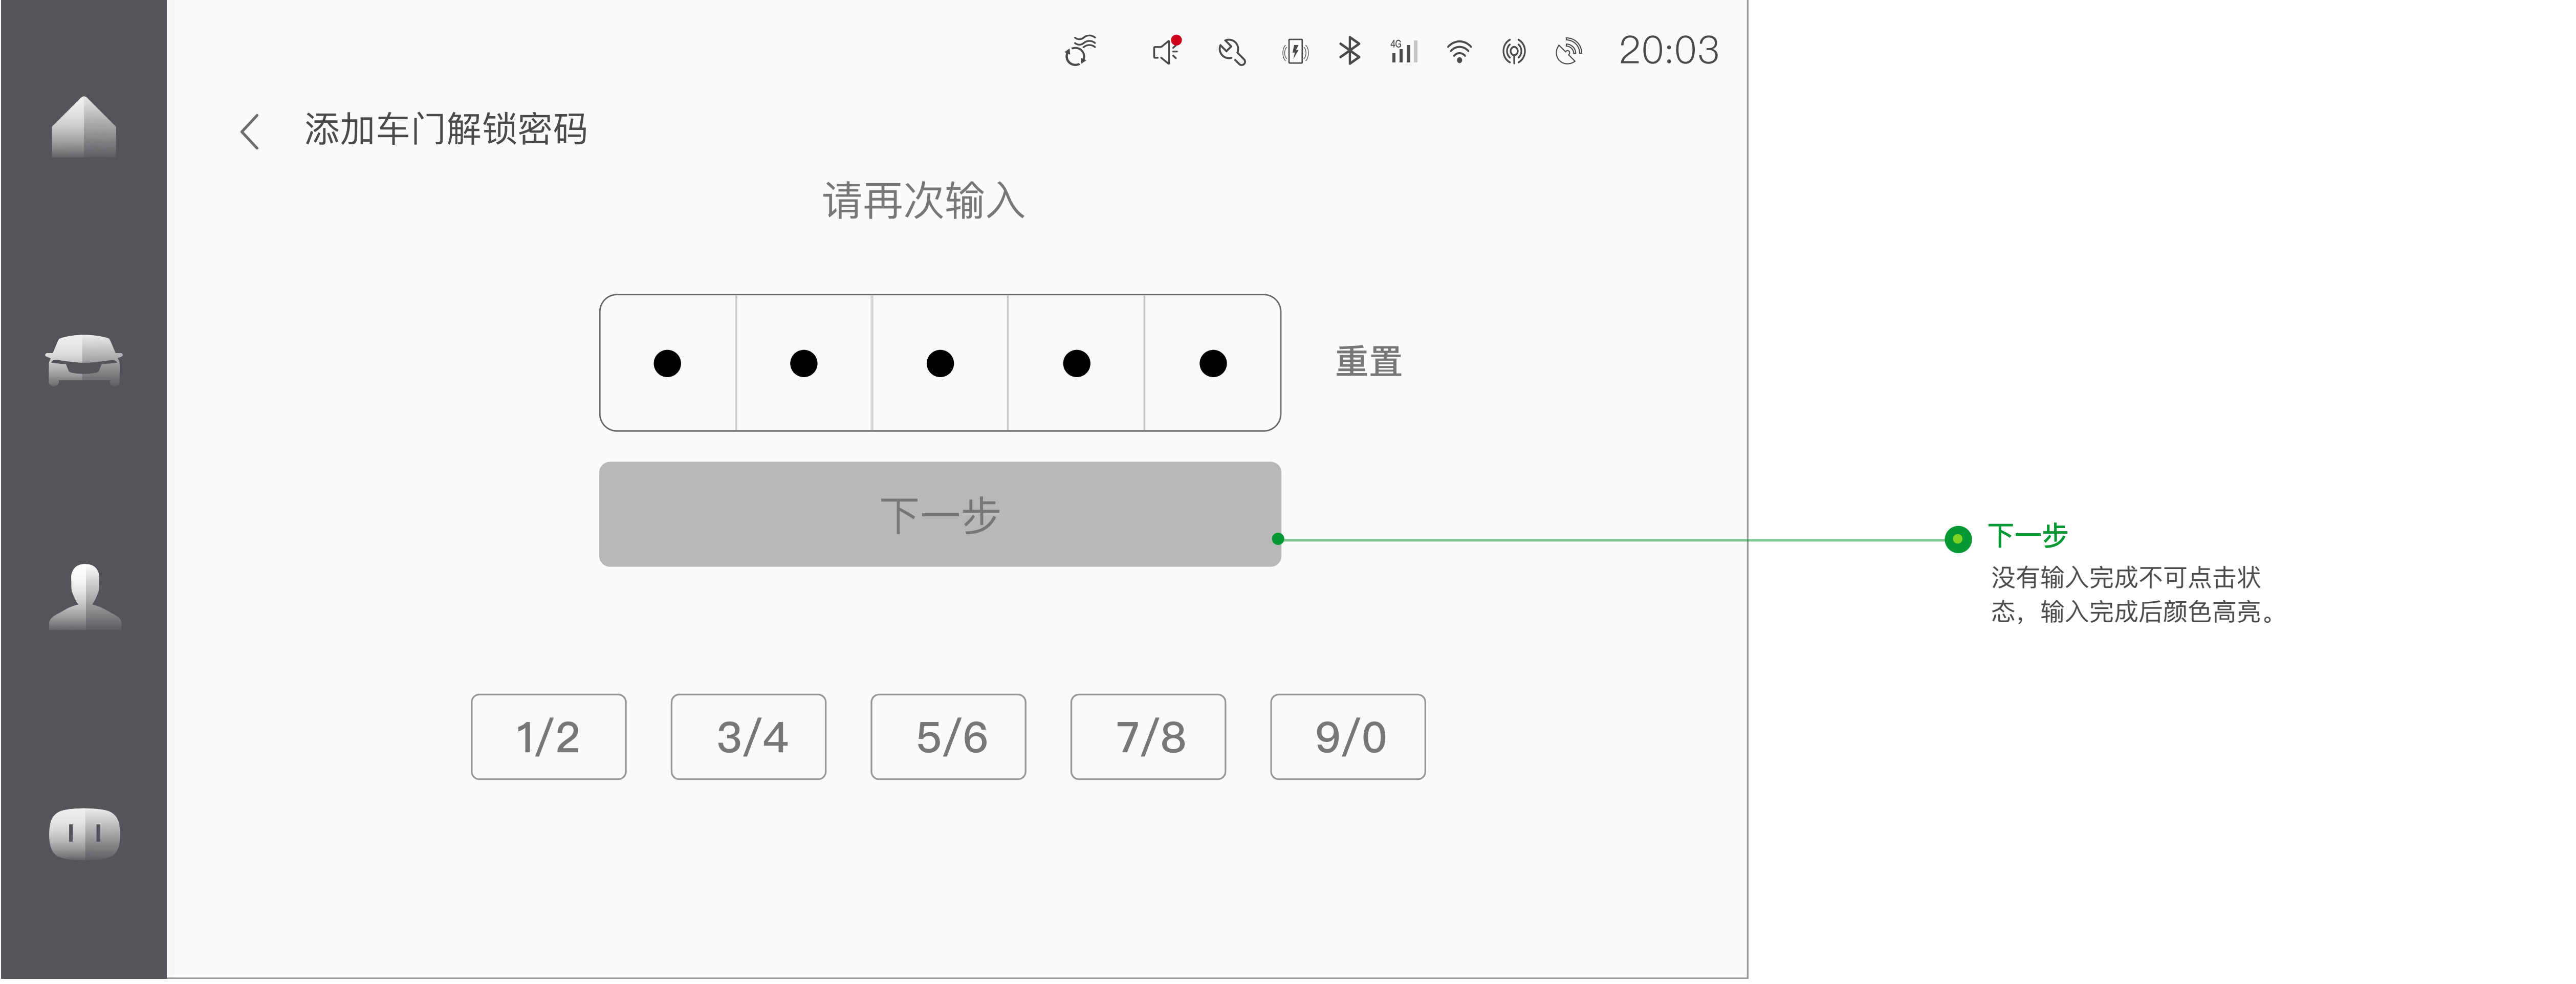 4G
20:03
添加车门解锁密码
请再次输入
重置
下一步
1/2
3/4
5/6
7/8
9/0
下一步
没有输入完成不可点击状
态，输入完成后颜色高亮。